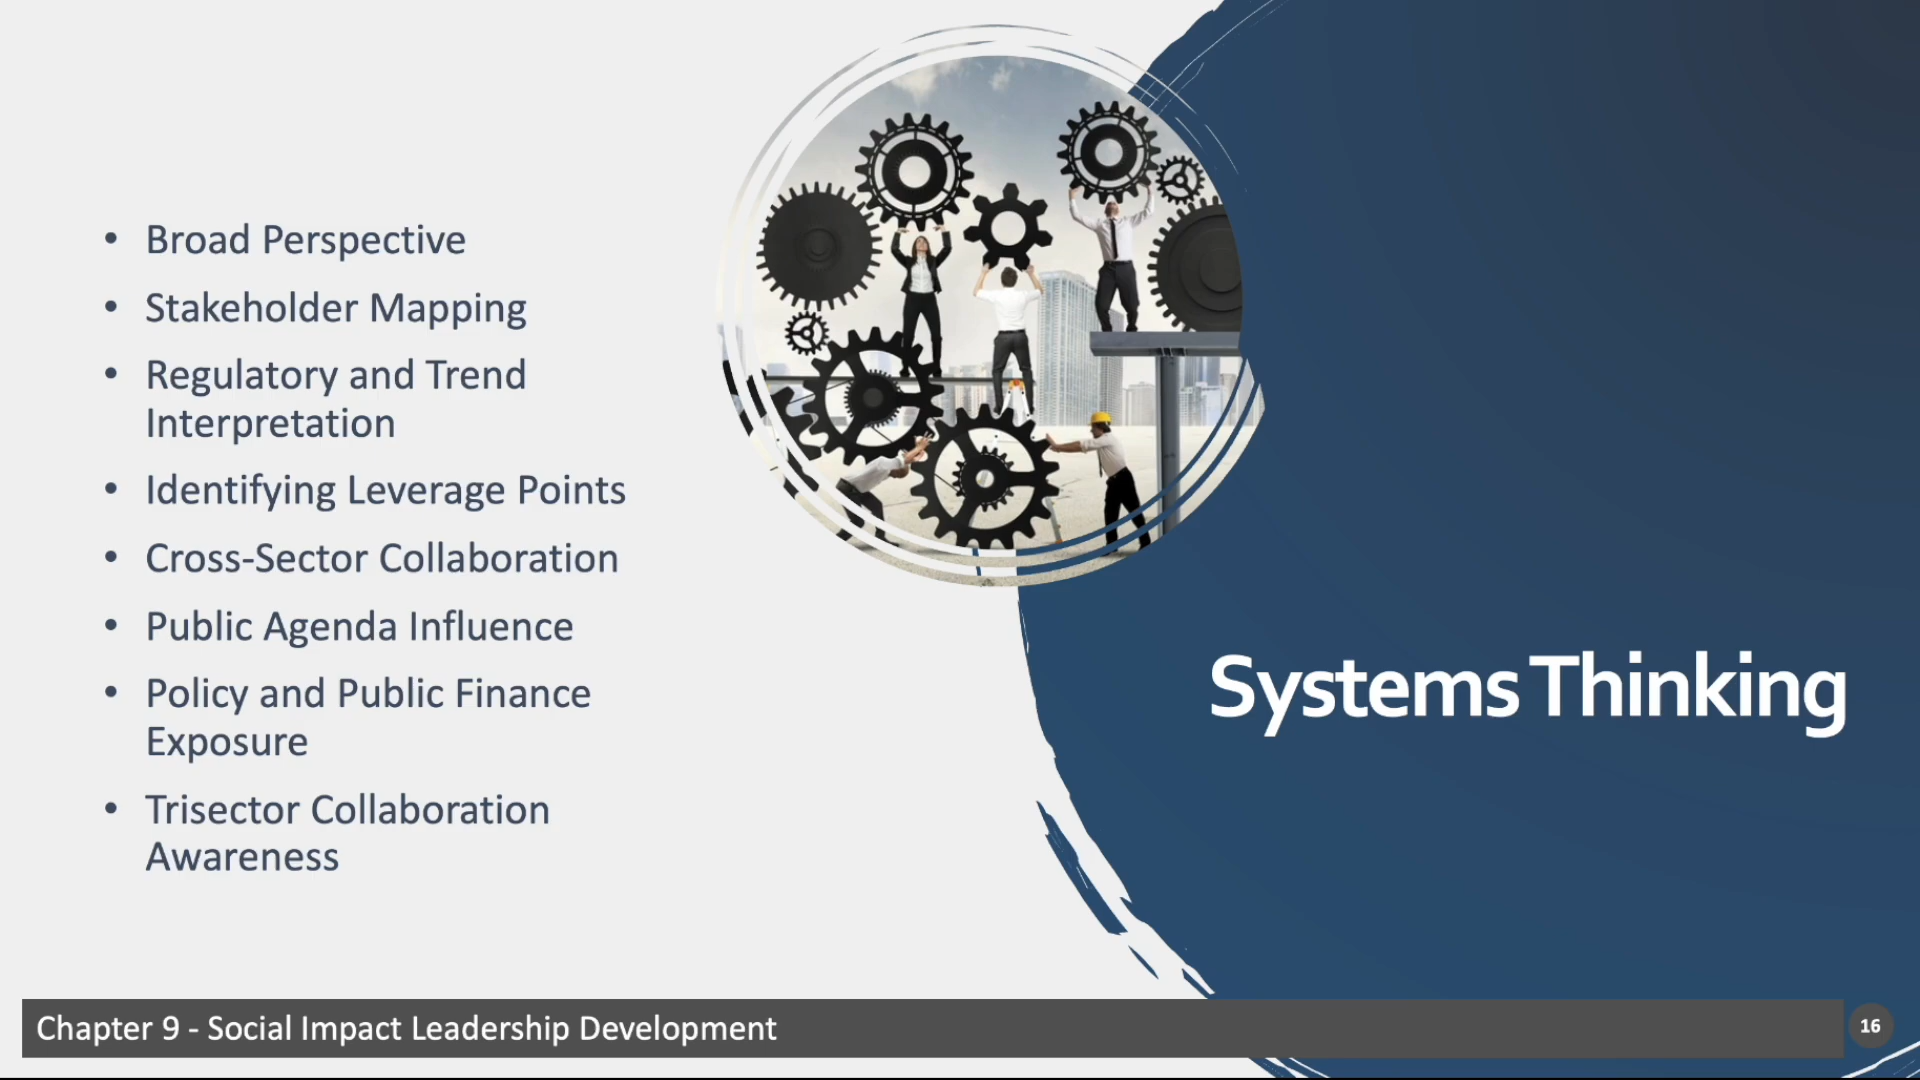 • Broad Perspective
• Stakeholder Mapping
• Regulatory and Trend
Interpretation
• Identifying Leverage Points
• Cross-Sector Collaboration
• Public Agenda Influence
• Policy and Public Finance
Exposure
• Trisector Collaboration
Awareness
Systems Thinking
Chapter 9 - Social Impact Leadership Development
16